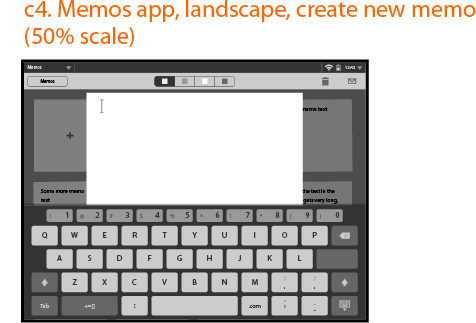 c4. Memos app, landscape, create new memo
(50% scale)
Memos
12:42
Memos
memo text
+
Some more memo
text
the text in the
gets very long,
! 1 @ 2 # 3 $ 4 % 5 ^ 6 7 * 8 ( 9 ) 0
Q W E R T Y U I O P
A S D F G H J K L
Z X C V B N M / , /
Tab :
.com ;